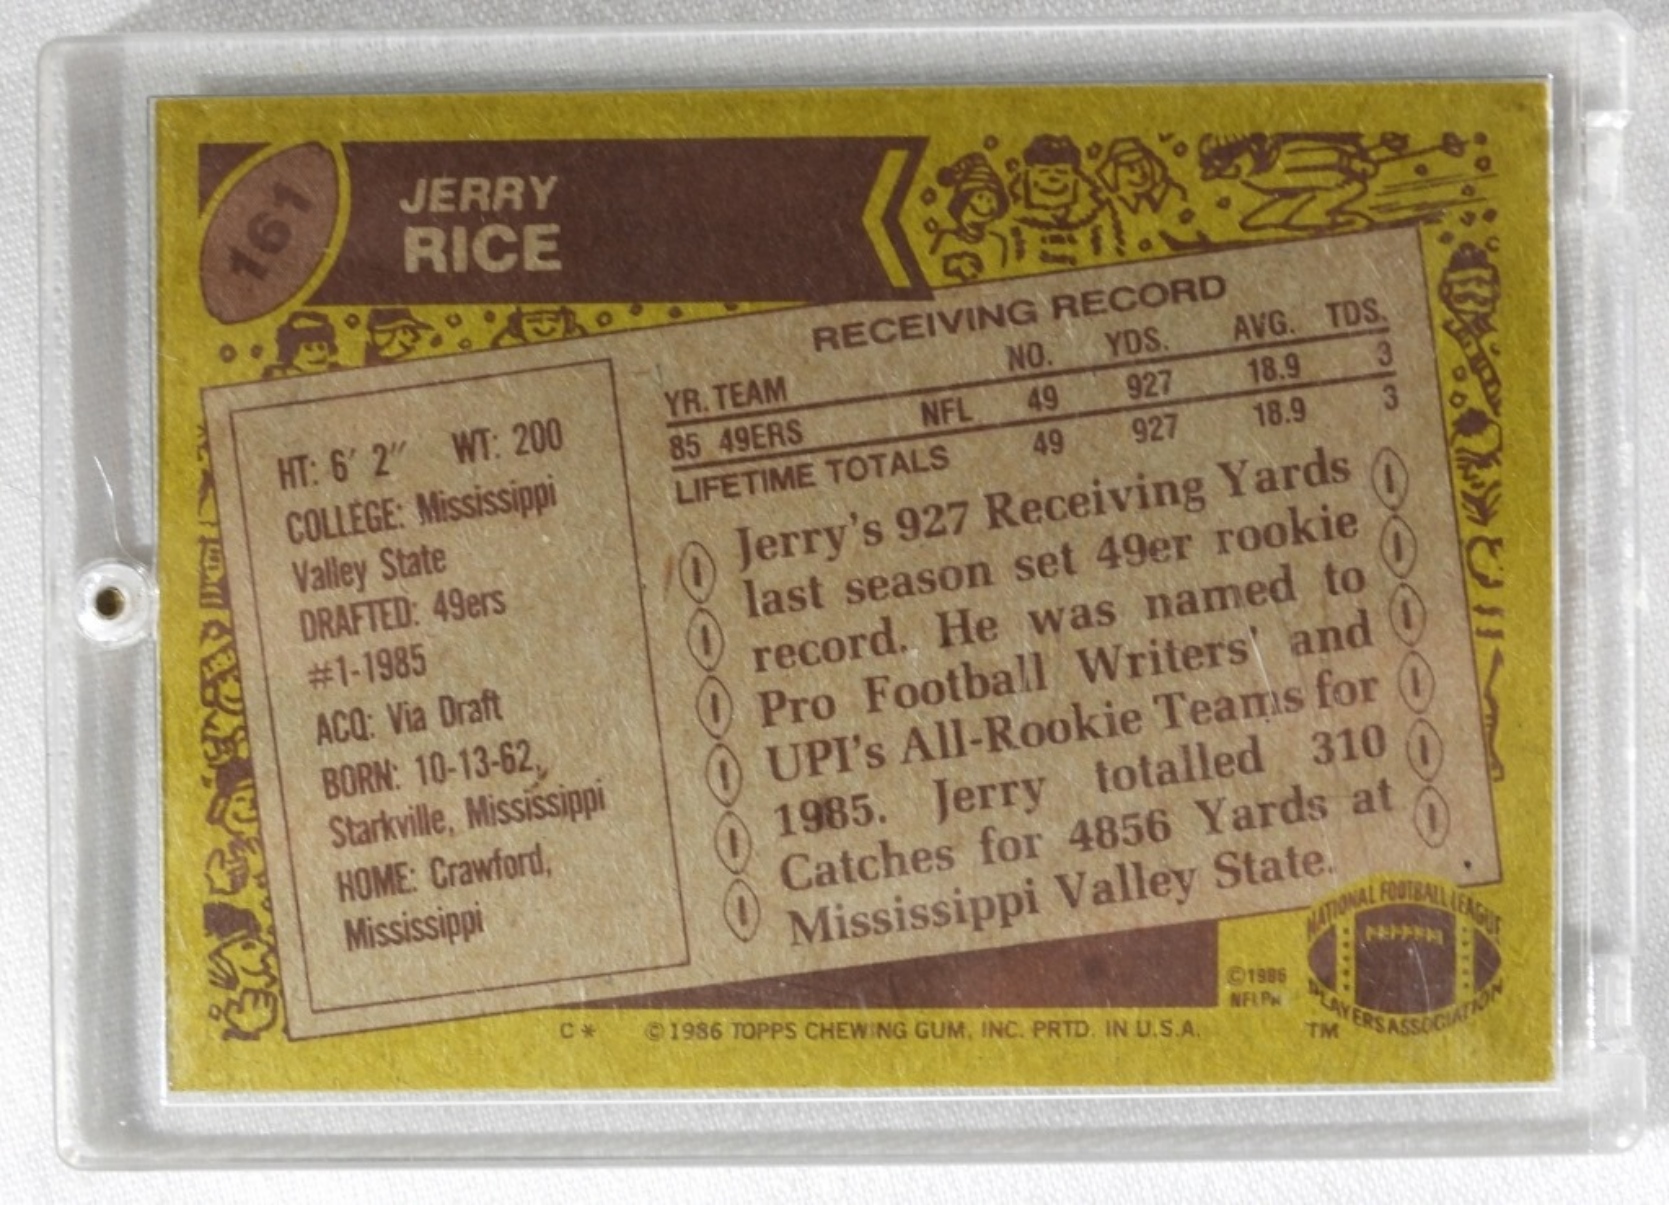 161
JERRY
RICE
RECEIVING RECORD
YR. TEAM NO. YDS. AVG. TDS.
85 49ERS NFL 49 927 18.9 3
LIFETIME TOTALS 49 927 18.9 3
HT: 6' 2" WT: 200
COLLEGE: Mississippi
Valley State
DRAFTED: 49ers
#1-1985
ACQ: Via Draft
BORN: 10-13-62,
Starkville, Mississippi
HOME: Crawford,
Mississippi
Jerry's 927 Receiving Yards
last season set 49er rookie
record. He was named to
Pro Football Writers' and
UPI's All-Rookie Teams for
1985. Jerry totalled 310
Catches for 4856 Yards at
Mississippi Valley State.
©1986
NATIONAL FOOTBALL LEAGUE
PLAYERS ASSOCIATION
TM
C* ©1986 TOPPS CHEWING GUM, INC. PRTD. IN U.S.A.